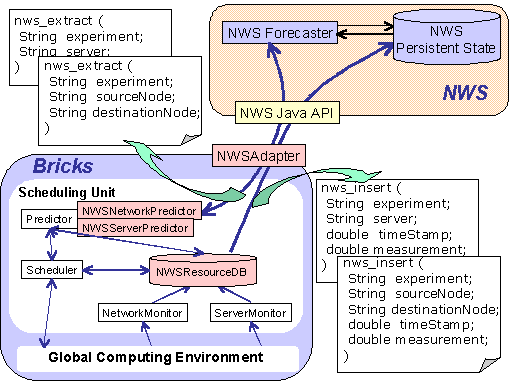 nws_extract (
String experiment;
String server;
)
nws_extract (
String experiment;
String sourceNode;
String destinationNode;
)
NWS Forecaster
NWS
Persistent State
NWS
NWS Java API
NWSAdapter
Bricks
Scheduling Unit
Predictor
NWSNetworkPredictor
NWSServerPredictor
Scheduler
NWSResourceDB
NetworkMonitor
ServerMonitor
Global Computing Environment
nws_insert (
String experiment;
String server;
double timeStamp;
double measurement;
)
nws_insert (
String experiment;
String sourceNode;
String destinationNode;
double timeStamp;
double measurement;
)